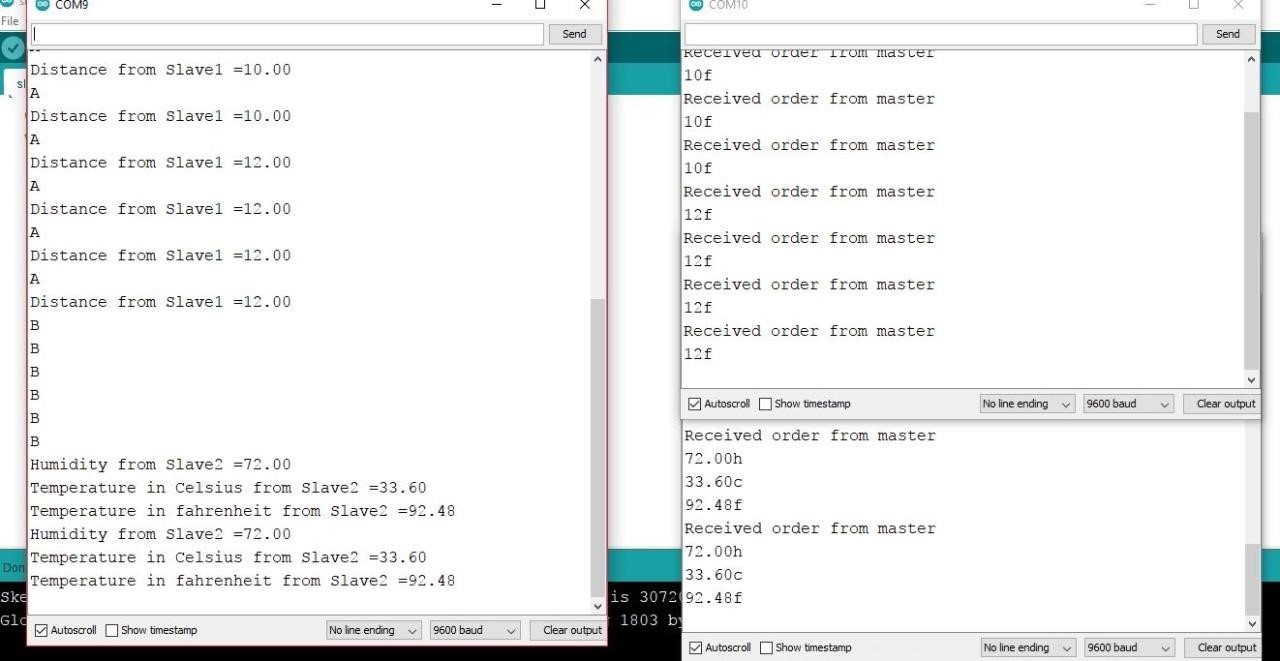 COM9
File
Send
Distance from Slave1 =10.00
A
Distance from Slave1 =10.00
A
Distance from Slave1 =12.00
A
Distance from Slave1 =12.00
A
Distance from Slave1 =12.00
A
Distance from Slave1 =12.00
B
B
B
B
B
B
Humidity from Slave2 =72.00
Temperature in Celsius from Slave2 =33.60
Temperature in fahrenheit from Slave2 =92.48
Humidity from Slave2 =72.00
Temperature in Celsius from Slave2 =33.60
Temperature in fahrenheit from Slave2 =92.48
Autoscroll Show timestamp No line ending 9600 baud Clear output
COM10
Send
Received order from master
10f
Received order from master
10f
Received order from master
10f
Received order from master
12f
Received order from master
12f
Received order from master
12f
Received order from master
12f
Autoscroll Show timestamp No line ending 9600 baud Clear output
Received order from master
72.00h
33.60c
92.48f
Received order from master
72.00h
33.60c
92.48f
Autoscroll Show timestamp No line ending 9600 baud Clear output
Don
Ske
is 3072
Glo
1803 by